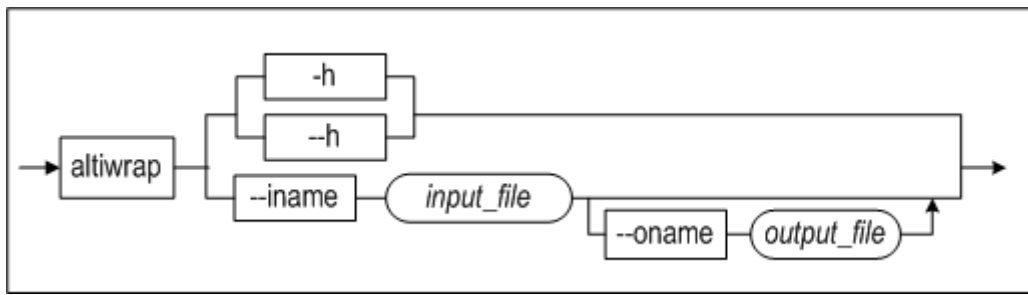 -h
--h
altiwrap
--iname
input_file
--oname
output_file